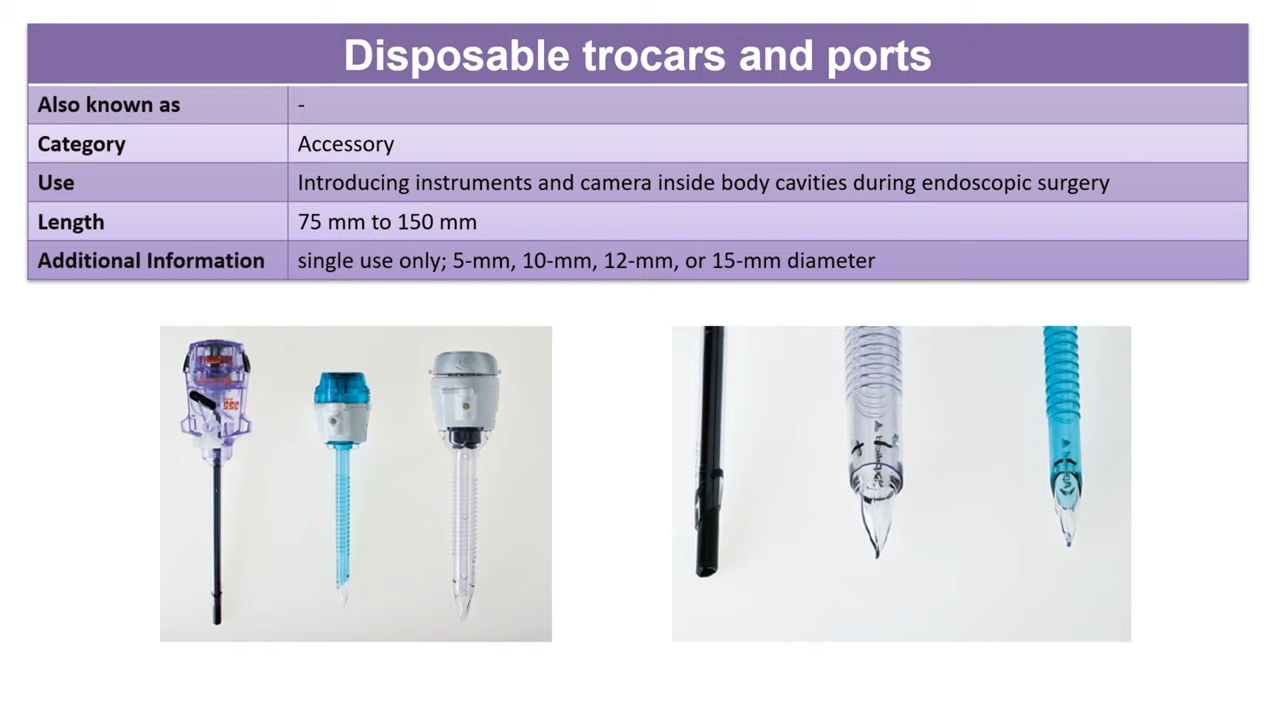 Disposable trocars and ports
Also known as -
Category Accessory
Use Introducing instruments and camera inside body cavities during endoscopic surgery
Length 75 mm to 150 mm
Additional Information single use only; 5-mm, 10-mm, 12-mm, or 15-mm diameter
355